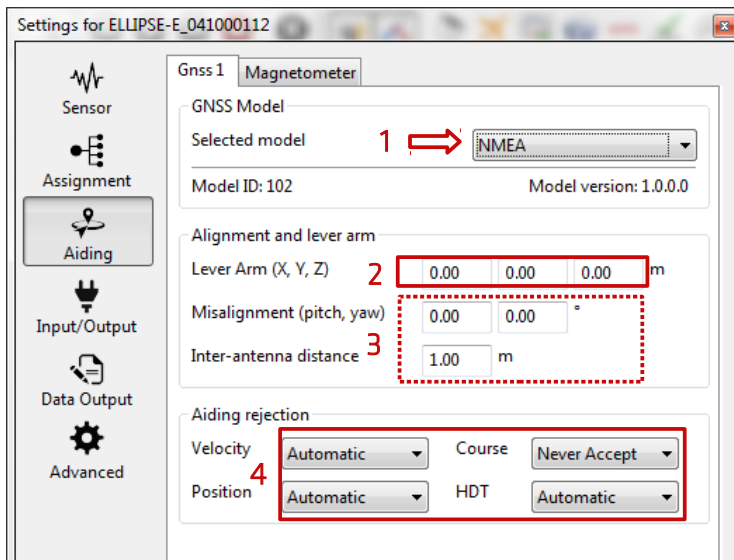 Settings for ELLIPSE-E_041000112
Sensor
Assignment
Aiding
Input/Output
Data Output
Advanced
Gnss 1 Magnetometer
GNSS Model
Selected model 1 NMEA
Model ID: 102 Model version: 1.0.0.0
Alignment and lever arm
Lever Arm (X, Y, Z) 2 0.00 0.00 0.00 m
Misalignment (pitch, yaw) 0.00 0.00 °
3
Inter-antenna distance 1.00 m
Aiding rejection
Velocity Automatic Course Never Accept
4
Position Automatic HDT Automatic